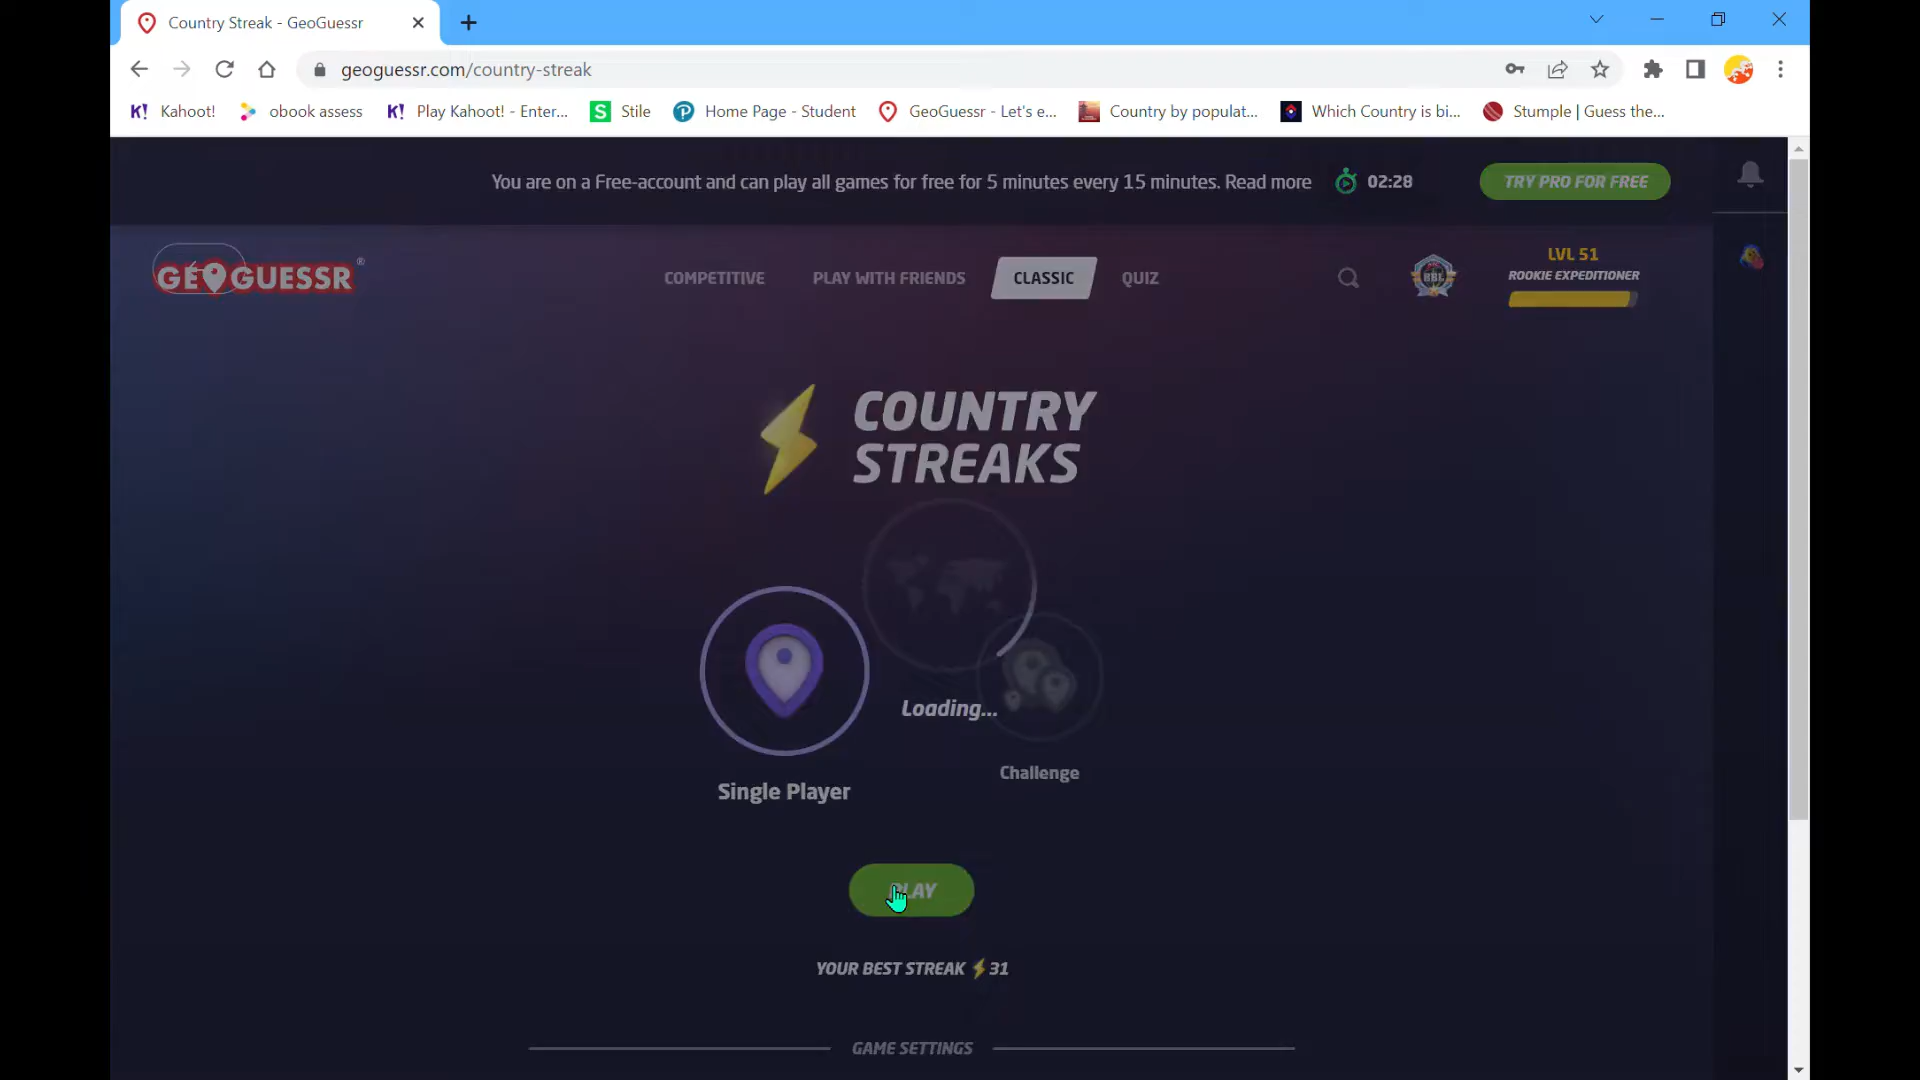 Country Streak - GeoGuessr
geoguessr.com/country-streak
Kahoot!
obook assess
Play Kahoot! - Enter...
Stile
Home Page - Student
GeoGuessr - Let's e...
Country by populat...
Which Country is bi...
Stumple | Guess the...
You are on a Free-account and can play all games for free for 5 minutes every 15 minutes. Read more
02:28
TRY PRO FOR FREE
GEOGUESSR®
COMPETITIVE
PLAY WITH FRIENDS
CLASSIC
QUIZ
LVL 51
ROOKIE EXPEDITIONER
COUNTRY
STREAKS
Loading...
Single Player
Challenge
PLAY
YOUR BEST STREAK 31
GAME SETTINGS